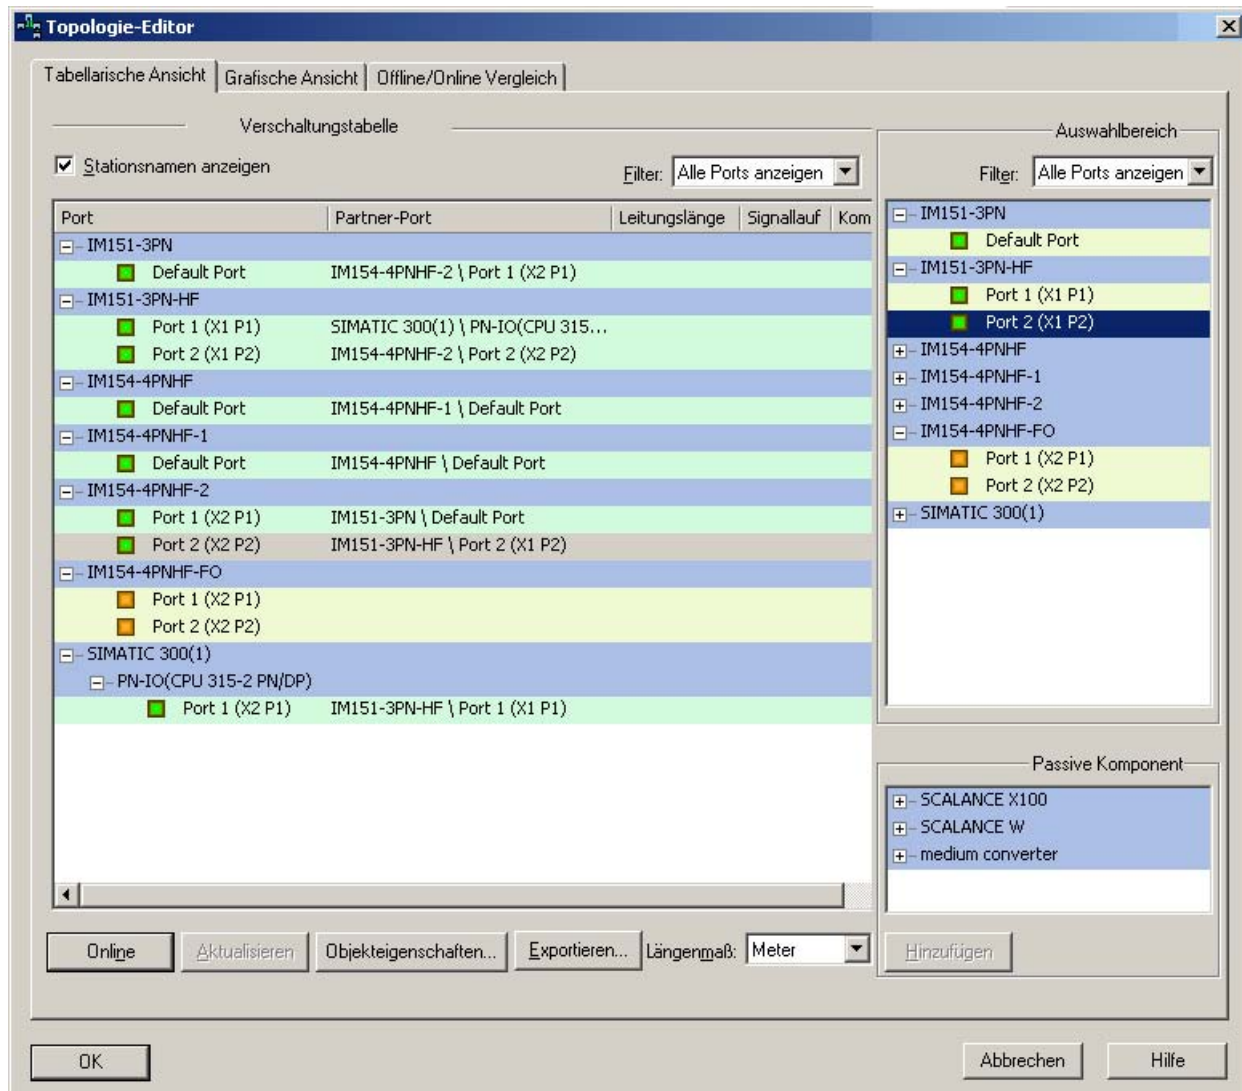 Topologie-Editor
Tabellarische Ansicht Grafische Ansicht Offline/Online Vergleich
Verschaltungstabelle
Stationsnamen anzeigen
Filter: Alle Ports anzeigen
Port Partner-Port Leitungslänge Signallauf Kom
IM151-3PN
Default Port IM154-4PNHF-2 \ Port 1 (X2 P1)
IM151-3PN-HF
Port 1 (X1 P1) SIMATIC 300(1) \ PN-IO(CPU 315...
Port 2 (X1 P2) IM154-4PNHF-2 \ Port 2 (X2 P2)
IM154-4PNHF
Default Port IM154-4PNHF-1 \ Default Port
IM154-4PNHF-1
Default Port IM154-4PNHF \ Default Port
IM154-4PNHF-2
Port 1 (X2 P1) IM151-3PN \ Default Port
Port 2 (X2 P2) IM151-3PN-HF \ Port 2 (X1 P2)
IM154-4PNHF-FO
Port 1 (X2 P1)
Port 2 (X2 P2)
SIMATIC 300(1)
PN-IO(CPU 315-2 PN/DP)
Port 1 (X2 P1) IM151-3PN-HF \ Port 1 (X1 P1)
Online Aktualisieren Objekteigenschaften... Exportieren... Längenmaß: Meter
Auswahlbereich
Filter: Alle Ports anzeigen
IM151-3PN
Default Port
IM151-3PN-HF
Port 1 (X1 P1)
Port 2 (X1 P2)
IM154-4PNHF
IM154-4PNHF-1
IM154-4PNHF-2
IM154-4PNHF-FO
Port 1 (X2 P1)
Port 2 (X2 P2)
SIMATIC 300(1)
Passive Komponent
SCALANCE X100
SCALANCE W
medium converter
Hinzufügen
OK Abbrechen Hilfe